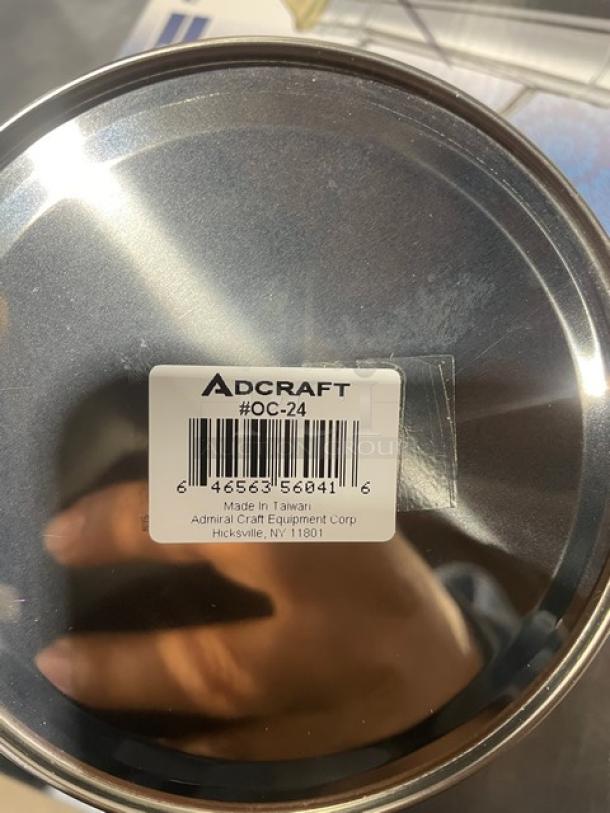 ADCRAFT
#OC-24
6 46563 56041 6
Made In Taiwan
Admiral Craft Equipment Corp
Hicksville, NY 11801